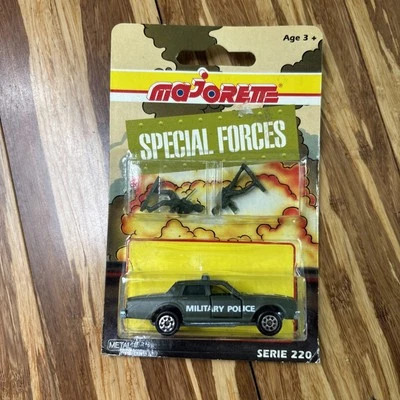 Age 3 +
majorette
SPECIAL FORCES
MILITARY POLICE
METAL
SERIE 220